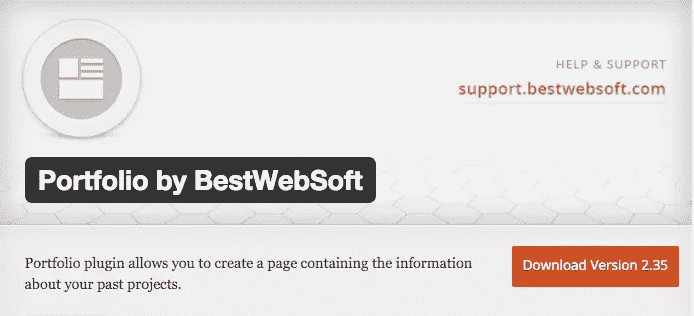 HELP & SUPPORT
support.bestwebsoft.com
Portfolio by BestWebSoft
Portfolio plugin allows you to create a page containing the information
about your past projects.
Download Version 2.35